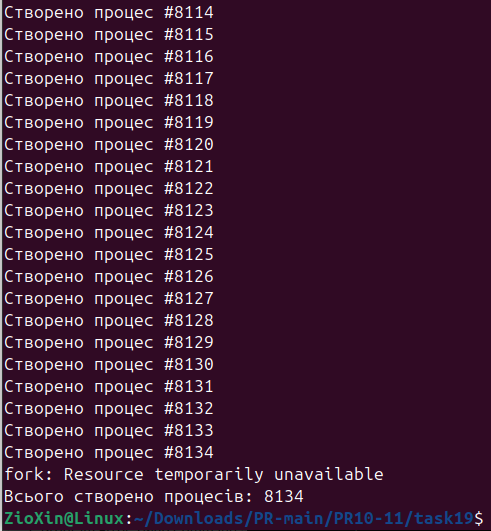 Створено процес #8114
Створено процес #8115
Створено процес #8116
Створено процес #8117
Створено процес #8118
Створено процес #8119
Створено процес #8120
Створено процес #8121
Створено процес #8122
Створено процес #8123
Створено процес #8124
Створено процес #8125
Створено процес #8126
Створено процес #8127
Створено процес #8128
Створено процес #8129
Створено процес #8130
Створено процес #8131
Створено процес #8132
Створено процес #8133
Створено процес #8134
fork: Resource temporarily unavailable
Всього створено процесів: 8134
ZioXin@Linux:~/Downloads/PR-main/PR10-11/task19$